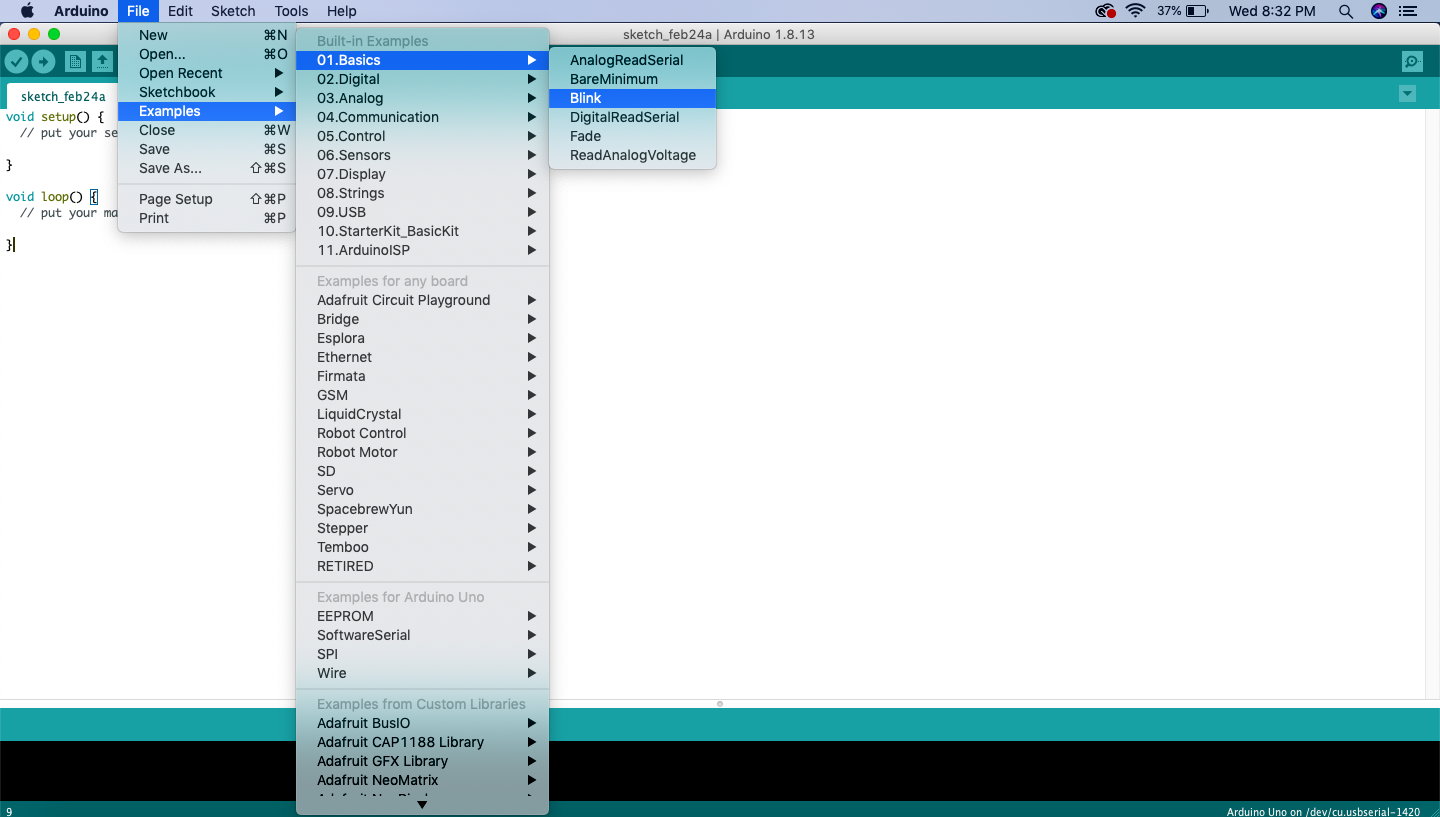 Arduino File Edit Sketch Tools Help 37% Wed 8:32 PM
sketch_feb24a | Arduino 1.8.13
sketch_feb24a
void setup() {
// put your se
}
void loop() {
// put your ma
}
New ⌘N
Open... ⌘O
Open Recent
Sketchbook
Examples
Close ⌘W
Save ⌘S
Save As... ⇧⌘S
Page Setup ⇧⌘P
Print ⌘P
Built-in Examples
01.Basics
02.Digital
03.Analog
04.Communication
05.Control
06.Sensors
07.Display
08.Strings
09.USB
10.StarterKit_BasicKit
11.ArduinoISP
Examples for any board
Adafruit Circuit Playground
Bridge
Esplora
Ethernet
Firmata
GSM
LiquidCrystal
Robot Control
Robot Motor
SD
Servo
SpacebrewYun
Stepper
Temboo
RETIRED
Examples for Arduino Uno
EEPROM
SoftwareSerial
SPI
Wire
Examples from Custom Libraries
Adafruit BusIO
Adafruit CAP1188 Library
Adafruit GFX Library
Adafruit NeoMatrix
AnalogReadSerial
BareMinimum
Blink
DigitalReadSerial
Fade
ReadAnalogVoltage
9
Arduino Uno on /dev/cu.usbserial-1420